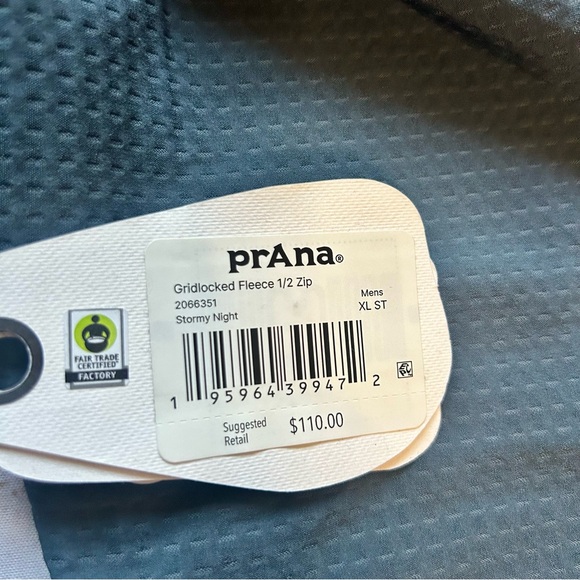 prAna®
Gridlocked Fleece 1/2 Zip
2066351
Stormy Night
Mens
XL ST
FAIR TRADE
CERTIFIED™
FACTORY
1 95964 39947 2
Suggested
Retail
$110.00